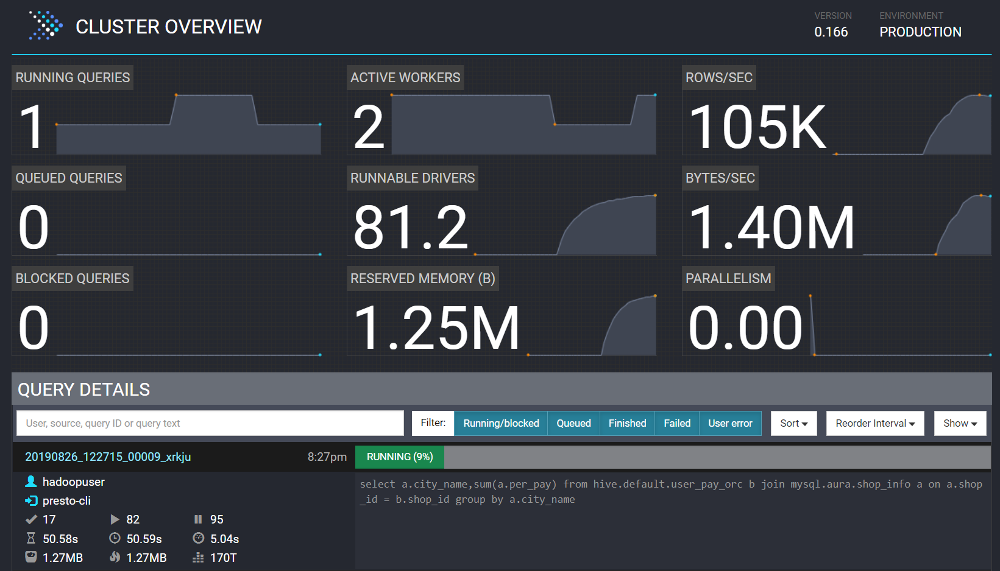 CLUSTER OVERVIEW
VERSION
0.166
ENVIRONMENT
PRODUCTION
RUNNING QUERIES
1
ACTIVE WORKERS
2
ROWS/SEC
105K
QUEUED QUERIES
0
RUNNABLE DRIVERS
81.2
BYTES/SEC
1.40M
BLOCKED QUERIES
0
RESERVED MEMORY (B)
1.25M
PARALLELISM
0.00
QUERY DETAILS
User, source, query ID or query text
Filter: Running/blocked Queued Finished Failed User error
Sort
Reorder Interval
Show
20190826_122715_00009_xrkju 8:27pm RUNNING (9%)
hadoopuser
presto-cli
17 82 95
50.58s 50.59s 5.04s
1.27MB 1.27MB 170T
select a.city_name,sum(a.per_pay) from hive.default.user_pay_orc b join mysql.aura.shop_info a on a.shop
_id = b.shop_id group by a.city_name